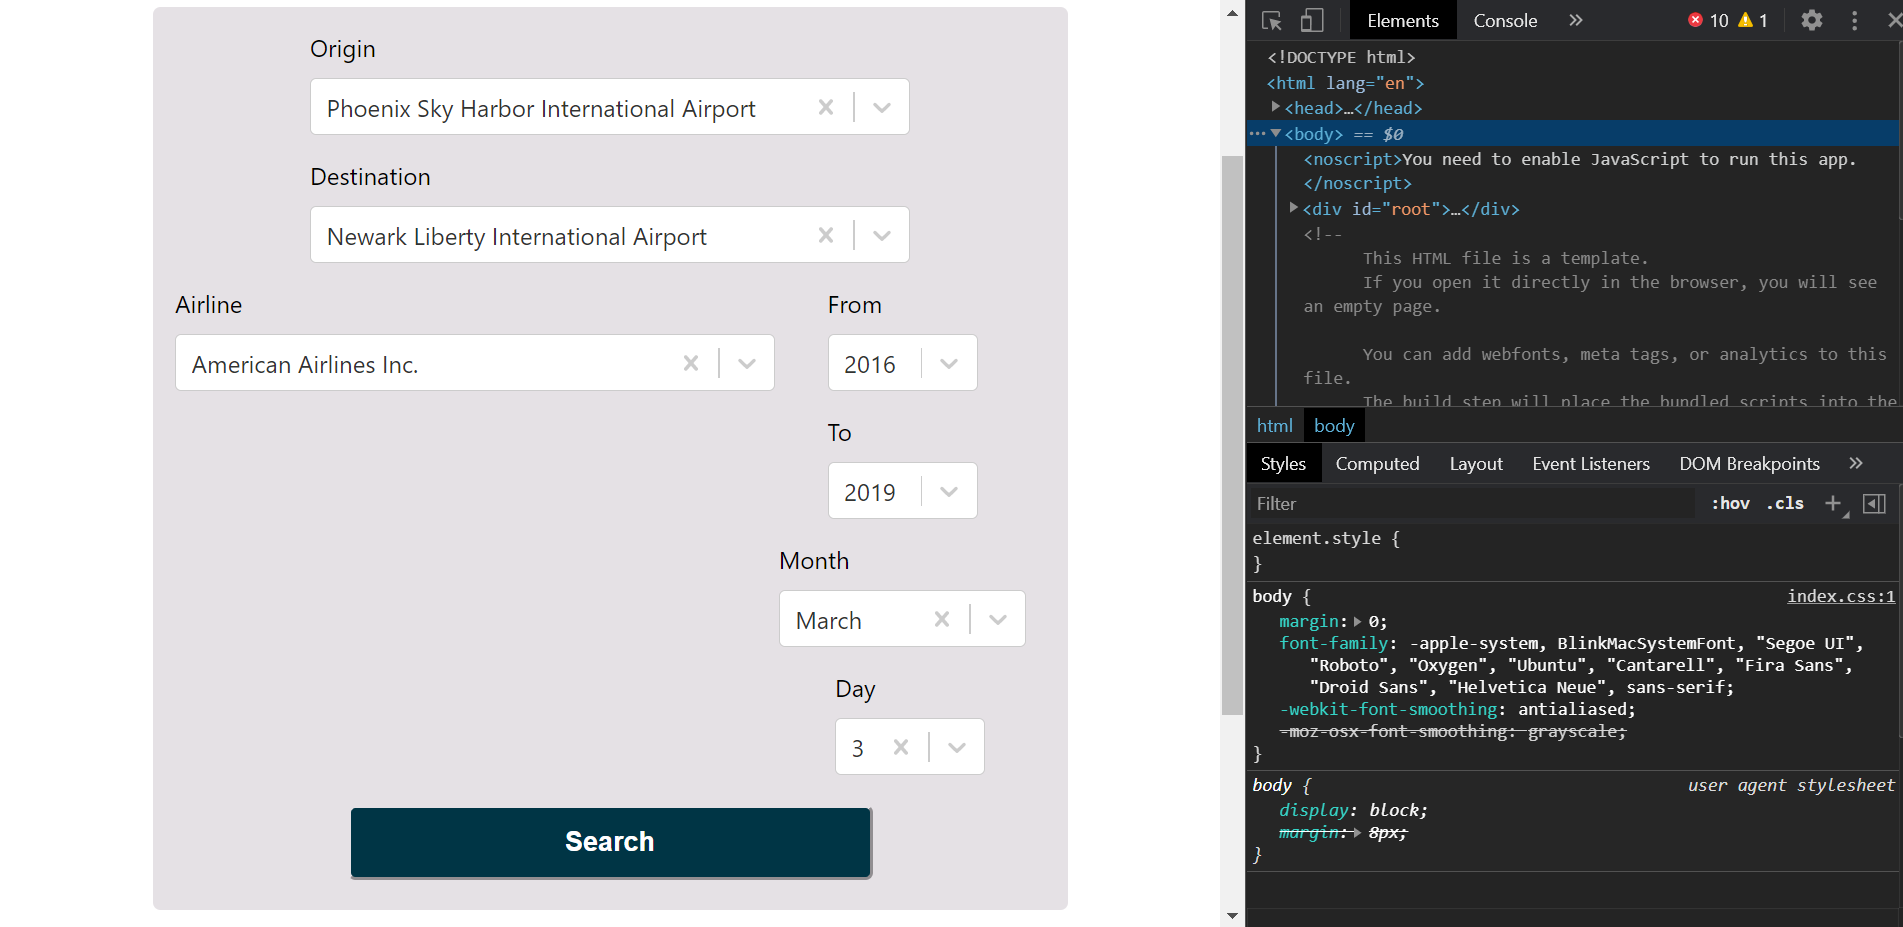 Origin
Phoenix Sky Harbor International Airport
Destination
Newark Liberty International Airport
Airline
From
American Airlines Inc.
2016
To
2019
Month
March
Day
3
Search
Elements
Console
10
1
<!DOCTYPE html>
<html lang="en">
<head>…</head>
<body> == $0
<noscript>You need to enable JavaScript to run this app.
</noscript>
<div id="root">…</div>
<!--
This HTML file is a template.
If you open it directly in the browser, you will see
an empty page.
You can add webfonts, meta tags, or analytics to this
file.
The build step will place the bundled scripts into the
html
body
Styles
Computed
Layout
Event Listeners
DOM Breakpoints
Filter
:hov
.cls
element.style {
}
body {
index.css:1
margin: 0;
font-family: -apple-system, BlinkMacSystemFont, "Segoe UI",
"Roboto", "Oxygen", "Ubuntu", "Cantarell", "Fira Sans",
"Droid Sans", "Helvetica Neue", sans-serif;
-webkit-font-smoothing: antialiased;
-moz-osx-font-smoothing: grayscale;
}
body {
user agent stylesheet
display: block;
margin: 8px;
}